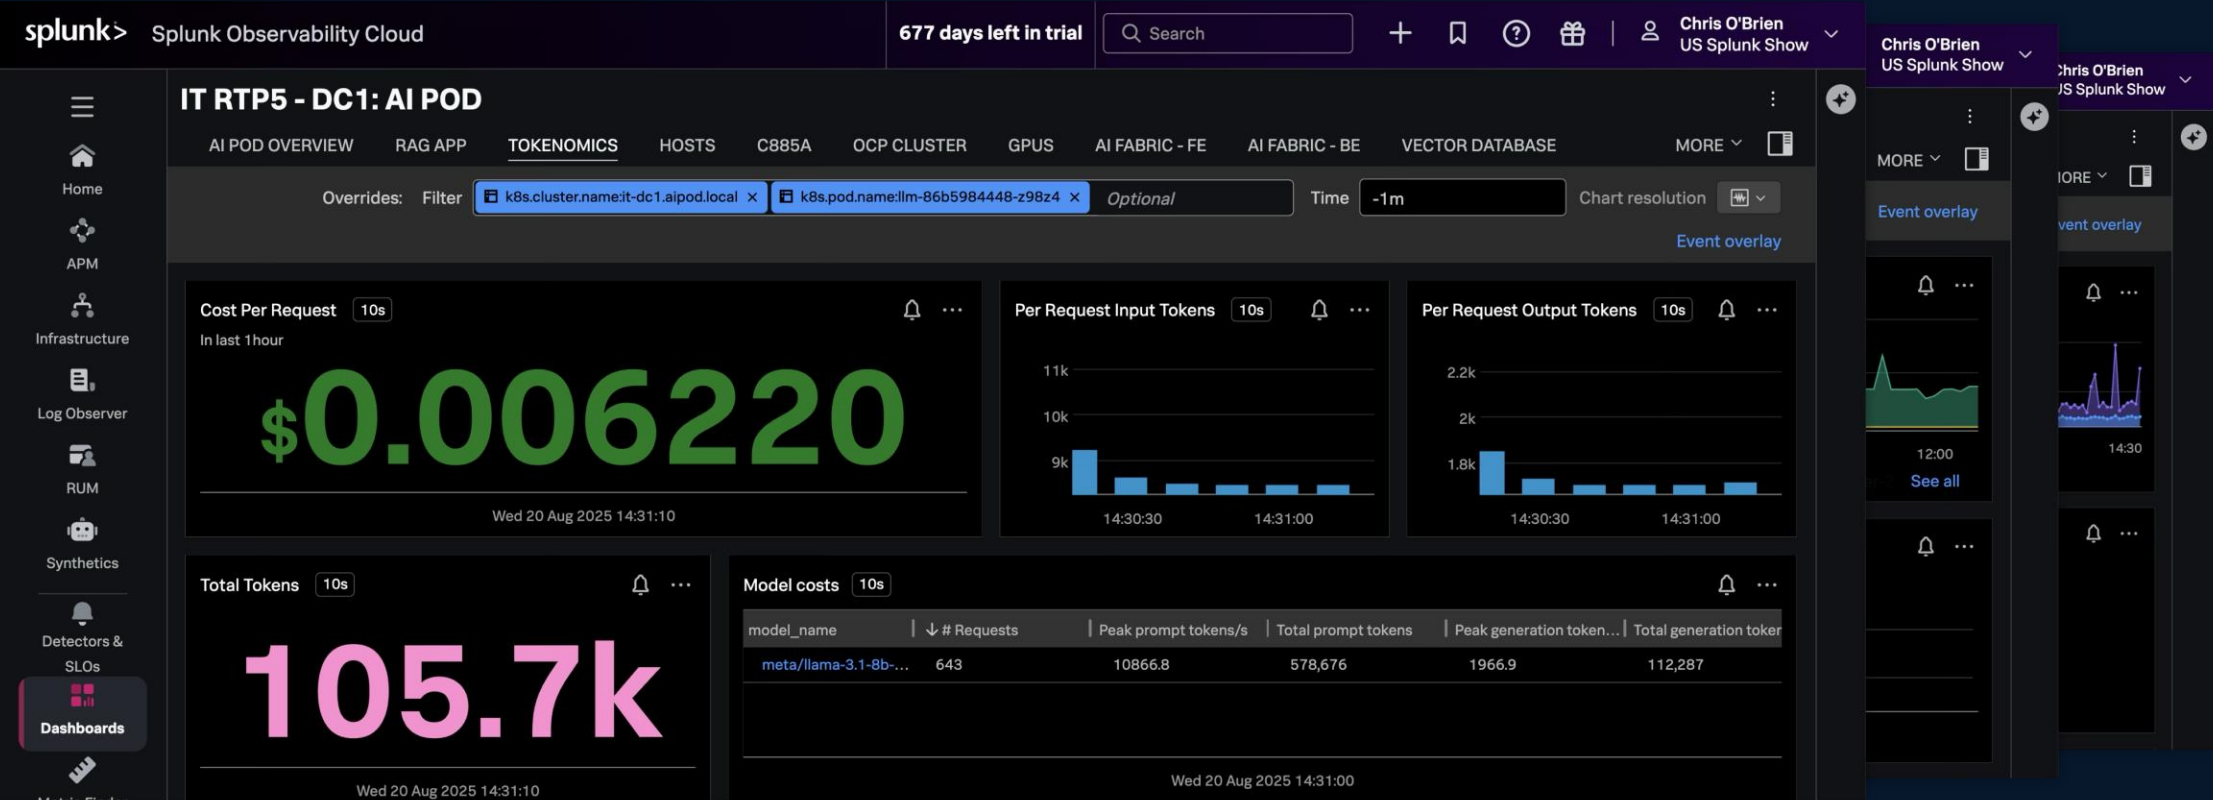 splunk> Splunk Observability Cloud
677 days left in trial
Search
Chris O'Brien
US Splunk Show
Home
APM
Infrastructure
Log Observer
RUM
Synthetics
Detectors &
SLOs
Dashboards
IT RTP5 - DC1: AI POD
AI POD OVERVIEW RAG APP TOKENOMICS HOSTS C885A OCP CLUSTER GPUS AI FABRIC - FE AI FABRIC - BE VECTOR DATABASE MORE
Overrides: Filter k8s.cluster.name:it-dc1.aipod.local × k8s.pod.name:llm-86b5984448-z98z4 × Optional Time -1m Chart resolution
Event overlay
Cost Per Request 10s
In last 1hour
$0.006220
Wed 20 Aug 2025 14:31:10
Per Request Input Tokens 10s
11k
10k
9k
14:30:30 14:31:00
Per Request Output Tokens 10s
2.2k
2k
1.8k
14:30:30 14:31:00
Total Tokens 10s
105.7k
Wed 20 Aug 2025 14:31:10
Model costs 10s
model_name # Requests Peak prompt tokens/s Total prompt tokens Peak generation token... Total generation token
meta/llama-3.1-8b-... 643 10866.8 578,676 1966.9 112,287
Wed 20 Aug 2025 14:31:00
Chris O'Brien
US Splunk Show
MORE
Event overlay
12:00
See all
Chris O'Brien
US Splunk Show
ORE
vent overlay
14:30